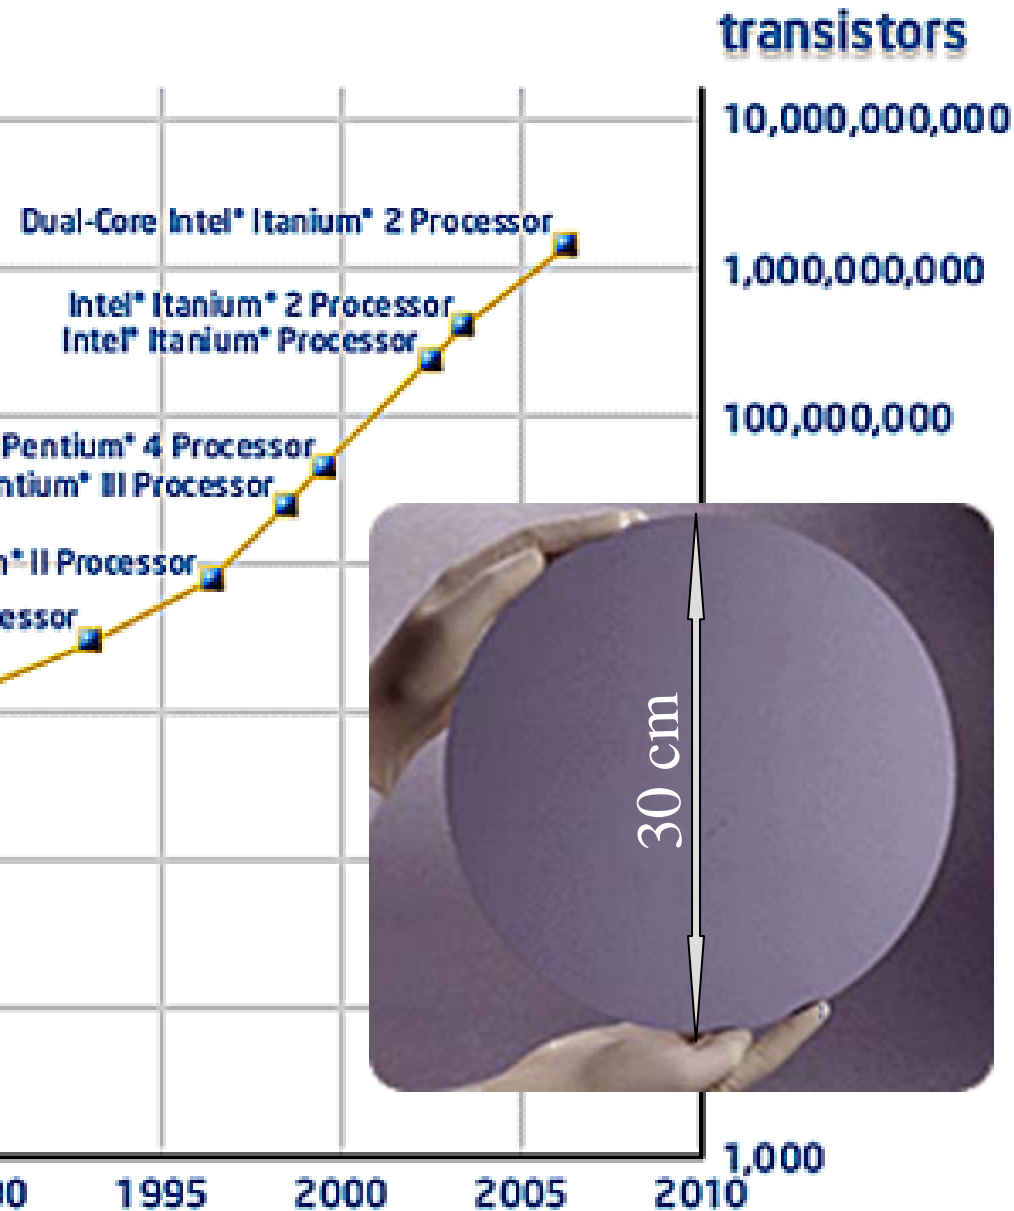 transistors
10,000,000,000
Dual-Core Intel® Itanium® 2 Processor
1,000,000,000
Intel® Itanium® 2 Processor
Intel® Itanium® Processor
100,000,000
Pentium® 4 Processor
ntium® III Processor
II Processor
essor
30 cm
1,000
00
1995
2000
2005
2010